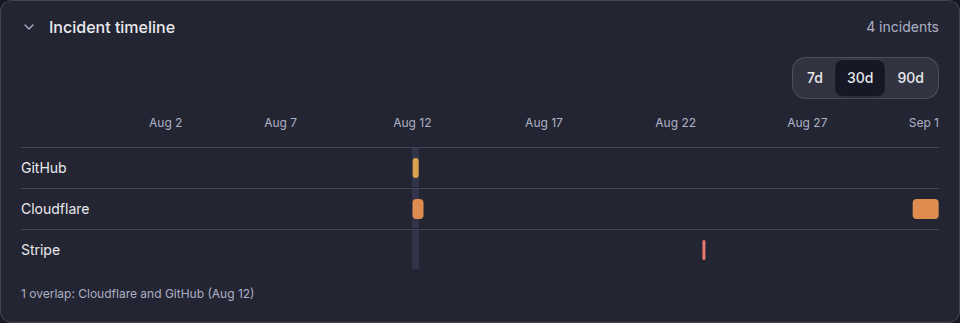 Incident timeline
4 incidents
7d 30d 90d
Aug 2 Aug 7 Aug 12 Aug 17 Aug 22 Aug 27 Sep 1
GitHub
Cloudflare
Stripe
1 overlap: Cloudflare and GitHub (Aug 12)